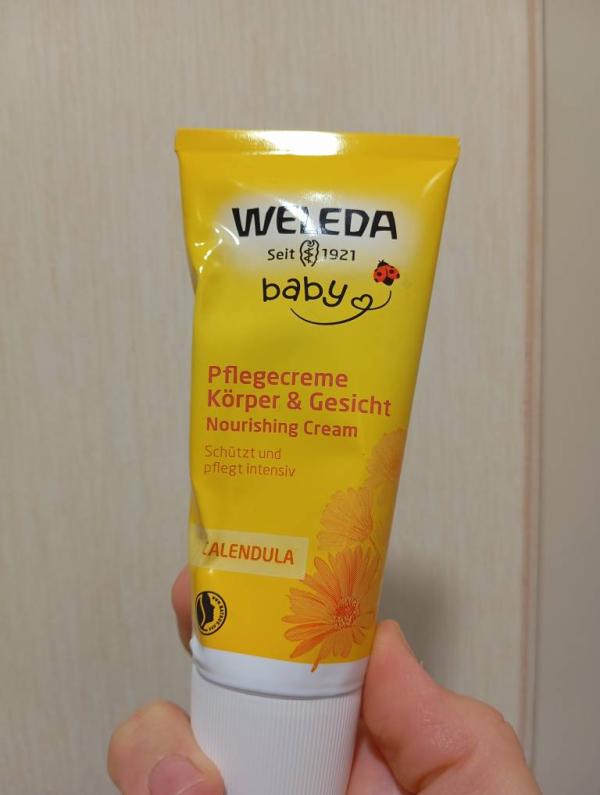 WELEDA
Seit 1921
baby
Pflegecreme
Körper & Gesicht
Nourishing Cream
Schützt und
pflegt intensiv
CALENDULA